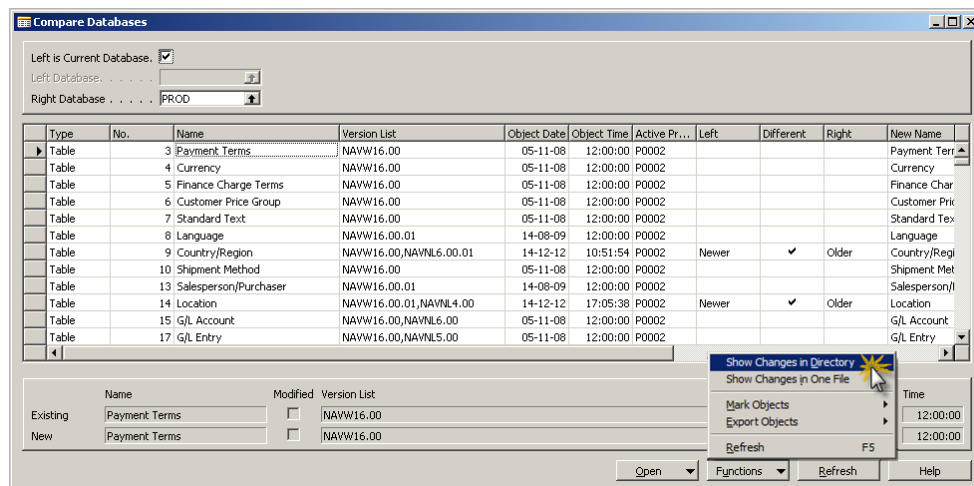 Compare Databases
Left is Current Database.
Left Database. . . . . .
Right Database . . . . . PROD
Type No. Name Version List Object Date Object Time Active Pr... Left Different Right New Name
Table 3 Payment Terms NAVW16.00 05-11-08 12:00:00 P0002 Payment Terr
Table 4 Currency NAVW16.00 05-11-08 12:00:00 P0002 Currency
Table 5 Finance Charge Terms NAVW16.00 05-11-08 12:00:00 P0002 Finance Char
Table 6 Customer Price Group NAVW16.00 05-11-08 12:00:00 P0002 Customer Pric
Table 7 Standard Text NAVW16.00 05-11-08 12:00:00 P0002 Standard Tex
Table 8 Language NAVW16.00.01 14-08-09 12:00:00 P0002 Language
Table 9 Country/Region NAVW16.00,NAVNL6.00.01 14-12-12 10:51:54 P0002 Newer ✔ Older Country/Regi
Table 10 Shipment Method NAVW16.00 05-11-08 12:00:00 P0002 Shipment Met
Table 13 Salesperson/Purchaser NAVW16.00.01 14-08-09 12:00:00 P0002 Salesperson/I
Table 14 Location NAVW16.00.01,NAVNL4.00 14-12-12 17:05:38 P0002 Newer ✔ Older Location
Table 15 G/L Account NAVW16.00,NAVNL6.00 05-11-08 12:00:00 P0002 G/L Account
Table 17 G/L Entry NAVW16.00,NAVNL5.00 05-11-08 12:00:00 P0002 G/L Entry
Show Changes in Directory
Show Changes in One File
Mark Objects
Export Objects
Refresh F5
Name Modified Version List Time
Existing Payment Terms NAVW16.00 12:00:00
New Payment Terms NAVW16.00 12:00:00
Open Functions Refresh Help